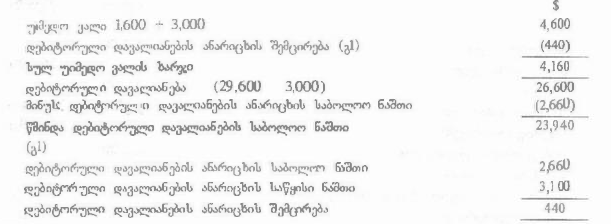 $
უიმედო ვალი 1,600 + 3,000 4,600
დებიტორული დავალიანების ანარიცხის შემცირება (გ1) (440)
სულ უიმედო ვალის ხარჯი 4,160
დებიტორული დავალიანება (29,600 3,000) 26,600
მინუს. დებიტორული დავალიანების ანარიცხის საბოლოო ნაშთი (2,660)
წმინდა დებიტორული დავალიანების საბოლოო ნაშთი 23,940
(გ1)
დებიტორული დავალიანების ანარიცხის საბოლოო ნაშთი 2,660
დებიტორული დავალიანების ანარიცხის საწყისი ნაშთი 3,100
დებიტორული დავალიანების ანარიცხის შემცირება 440